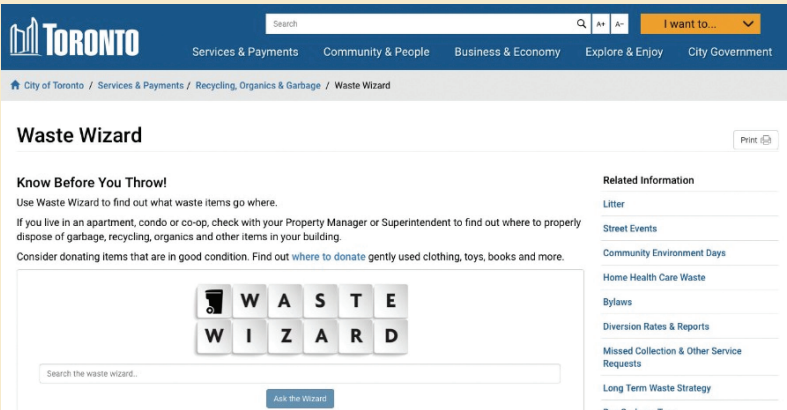 Search
A+ A-
I want to...
TORONTO
Services & Payments Community & People Business & Economy Explore & Enjoy City Government
City of Toronto / Services & Payments / Recycling, Organics & Garbage / Waste Wizard
Waste Wizard
Print
Know Before You Throw!
Use Waste Wizard to find out what waste items go where.
If you live in an apartment, condo or co-op, check with your Property Manager or Superintendent to find out where to properly
dispose of garbage, recycling, organics and other items in your building.
Consider donating items that are in good condition. Find out where to donate gently used clothing, toys, books and more.
WASTE
WIZARD
Search the waste wizard...
Ask the Wizard
Related Information
Litter
Street Events
Community Environment Days
Home Health Care Waste
Bylaws
Diversion Rates & Reports
Missed Collection & Other Service
Requests
Long Term Waste Strategy